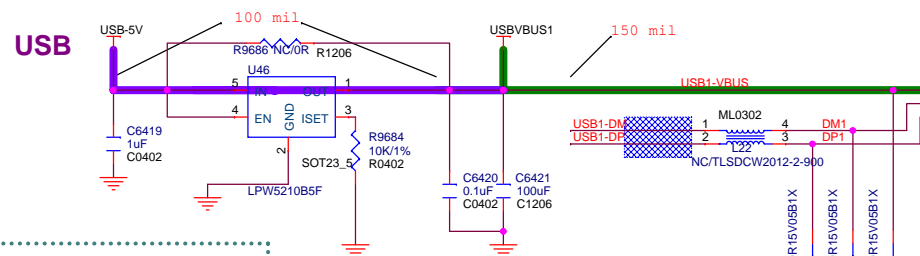 100 mil
USB-5V
USBVBUS1
150 mil
USB
R9686 NC/0R
R1206
U46
USB1-VBUS
5
IN
OUT
1
4
EN
ISET
3
GND
2
C6419
1uF
C0402
R9684
10K/1%
R0402
SOT23_5
LPW5210B5F
C6420
0.1uF
C0402
C6421
100uF
C1206
ML0302
USB1-DM
1
4
DM1
USB1-DP
2
3
DP1
L22
NC/TLSDCW2012-2-900
R15V05B1X
R15V05B1X
R15V05B1X